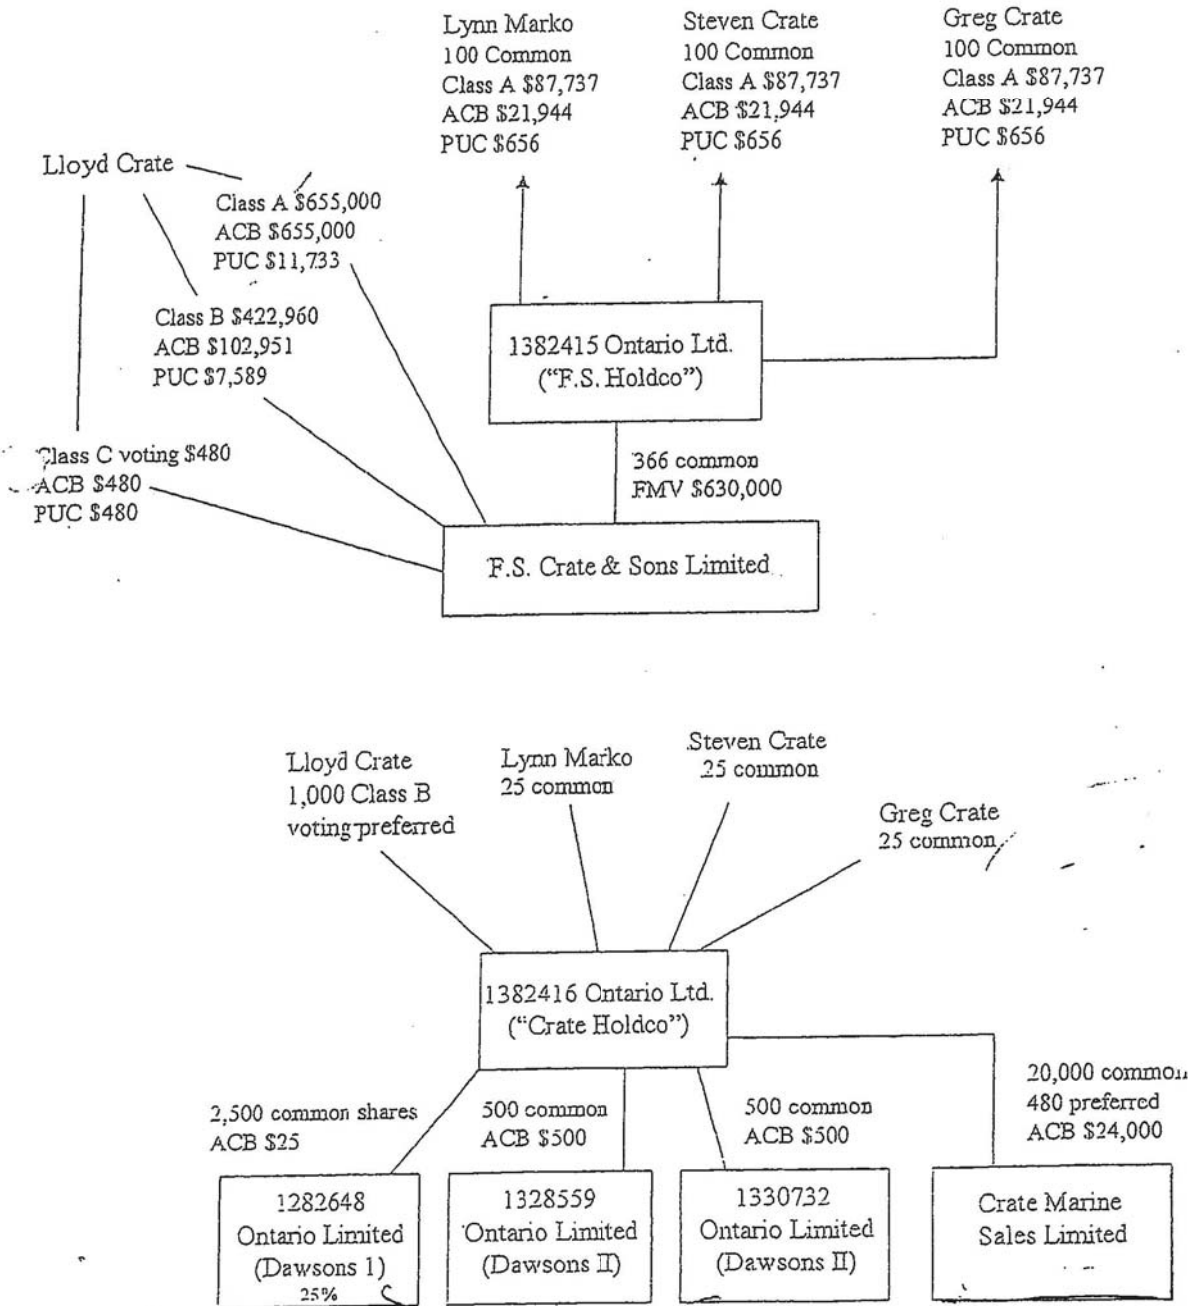 Lynn Marko
100 Common
Class A $87,737
ACB $21,944
PUC $656
Steven Crate
100 Common
Class A $87,737
ACB $21,944
PUC $656
Greg Crate
100 Common
Class A $87,737
ACB $21,944
PUC $656
Lloyd Crate
Class A $655,000
ACB $655,000
PUC $11,733
Class B $422,960
ACB $102,951
PUC $7,589
Class C voting $480
ACB $480
PUC $480
1382415 Ontario Ltd.
("F.S. Holdco")
366 common
FMV $630,000
F.S. Crate & Sons Limited
Lloyd Crate
1,000 Class B
voting preferred
Lynn Marko
25 common
Steven Crate
25 common
Greg Crate
25 common
1382416 Ontario Ltd.
("Crate Holdco")
2,500 common shares
ACB $25
500 common
ACB $500
500 common
ACB $500
20,000 common
480 preferred
ACB $24,000
1282648
Ontario Limited
(Dawsons 1)
25%
1328559
Ontario Limited
(Dawsons II)
1330732
Ontario Limited
(Dawsons II)
Crate Marine
Sales Limited